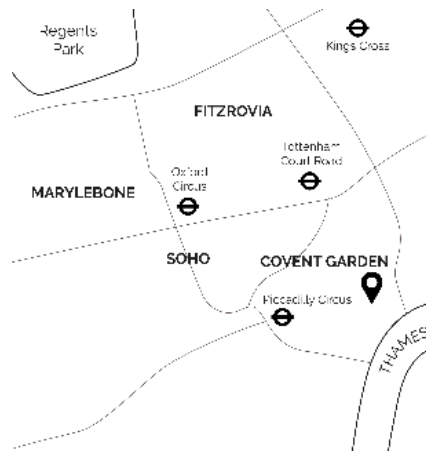 Regents
Park
Kings Cross
FITZROVIA
Tottenham
Court Road
Oxford
Circus
MARYLEBONE
SOHO
COVENT GARDEN
Piccadilly Circus
THAMES